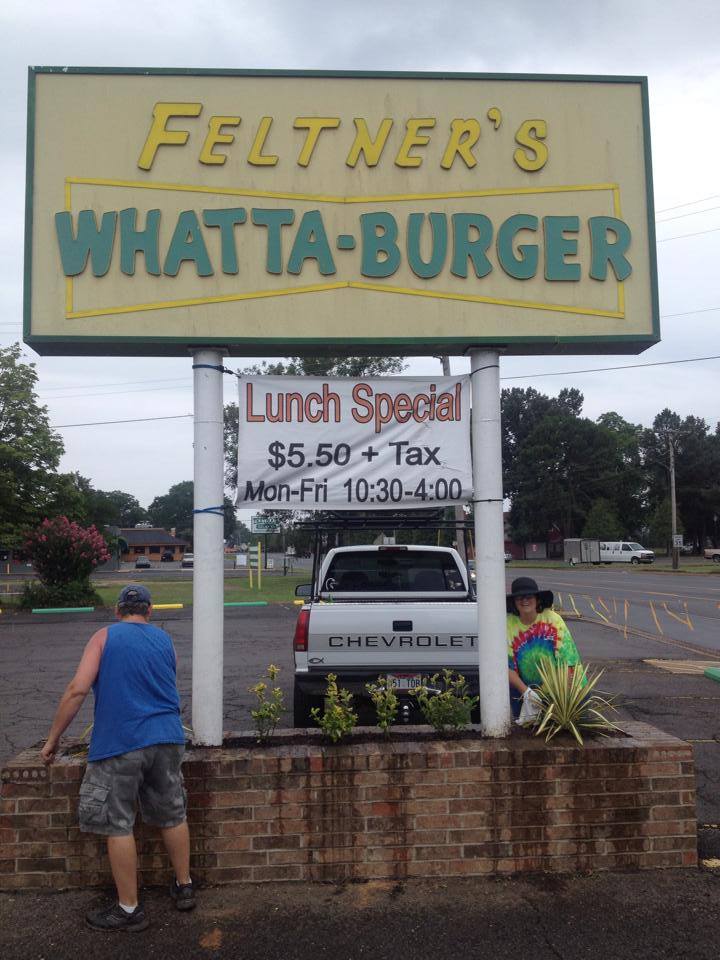 FELTNER'S
WHATTA-BURGER
Lunch Special
$5.50 + Tax
Mon-Fri 10:30-4:00
CHEVROLET